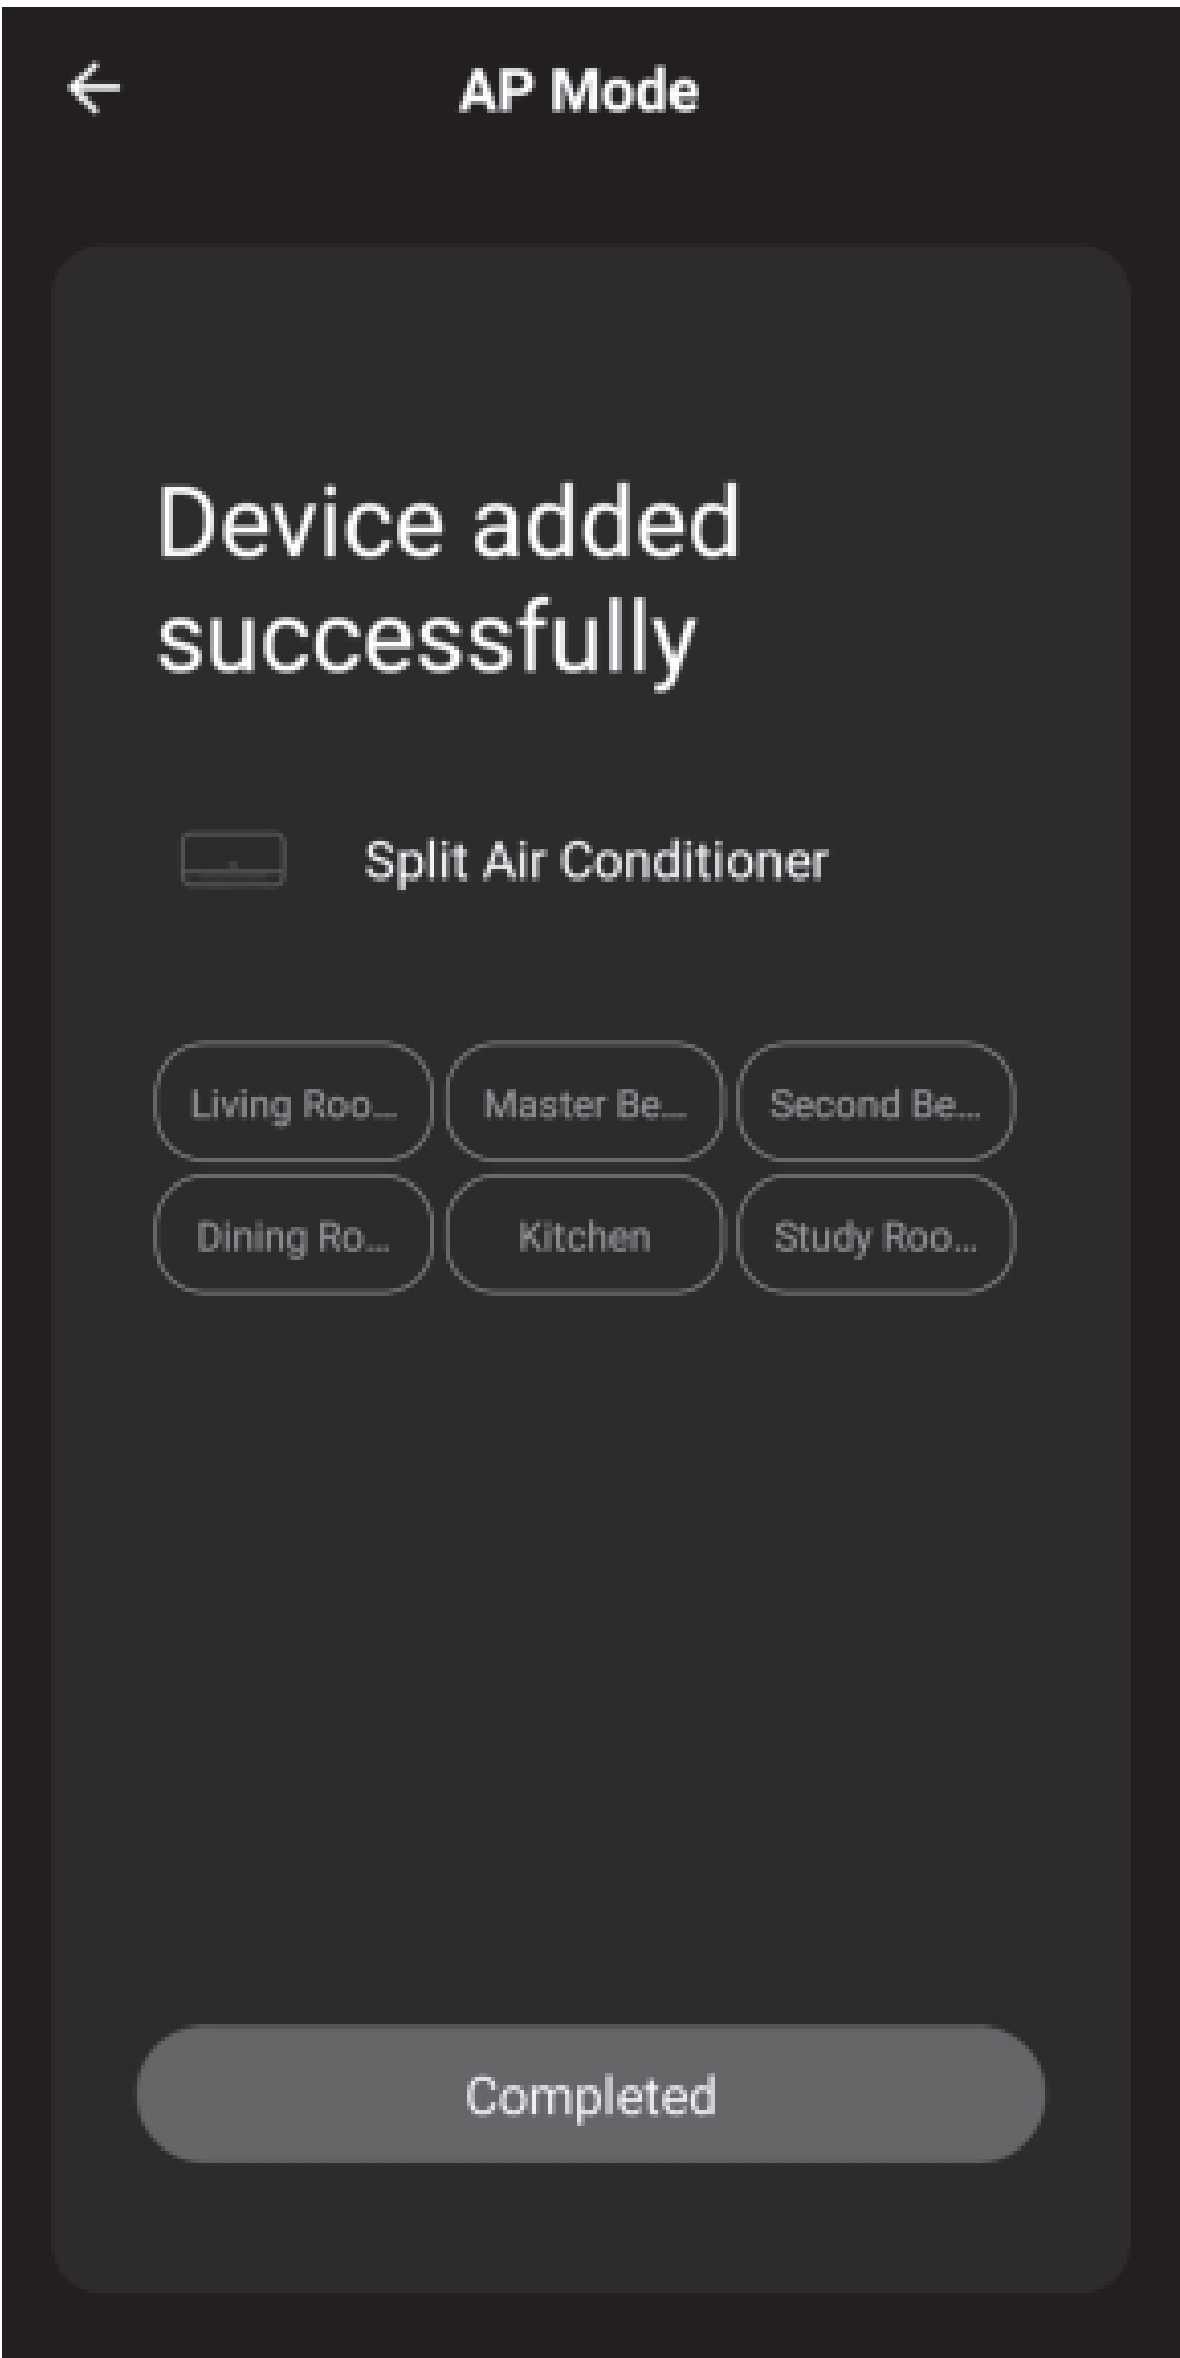 AP Mode
Device added
successfully
Split Air Conditioner
Living Roo...
Master Be...
Second Be...
Dining Ro...
Kitchen
Study Roo...
Completed